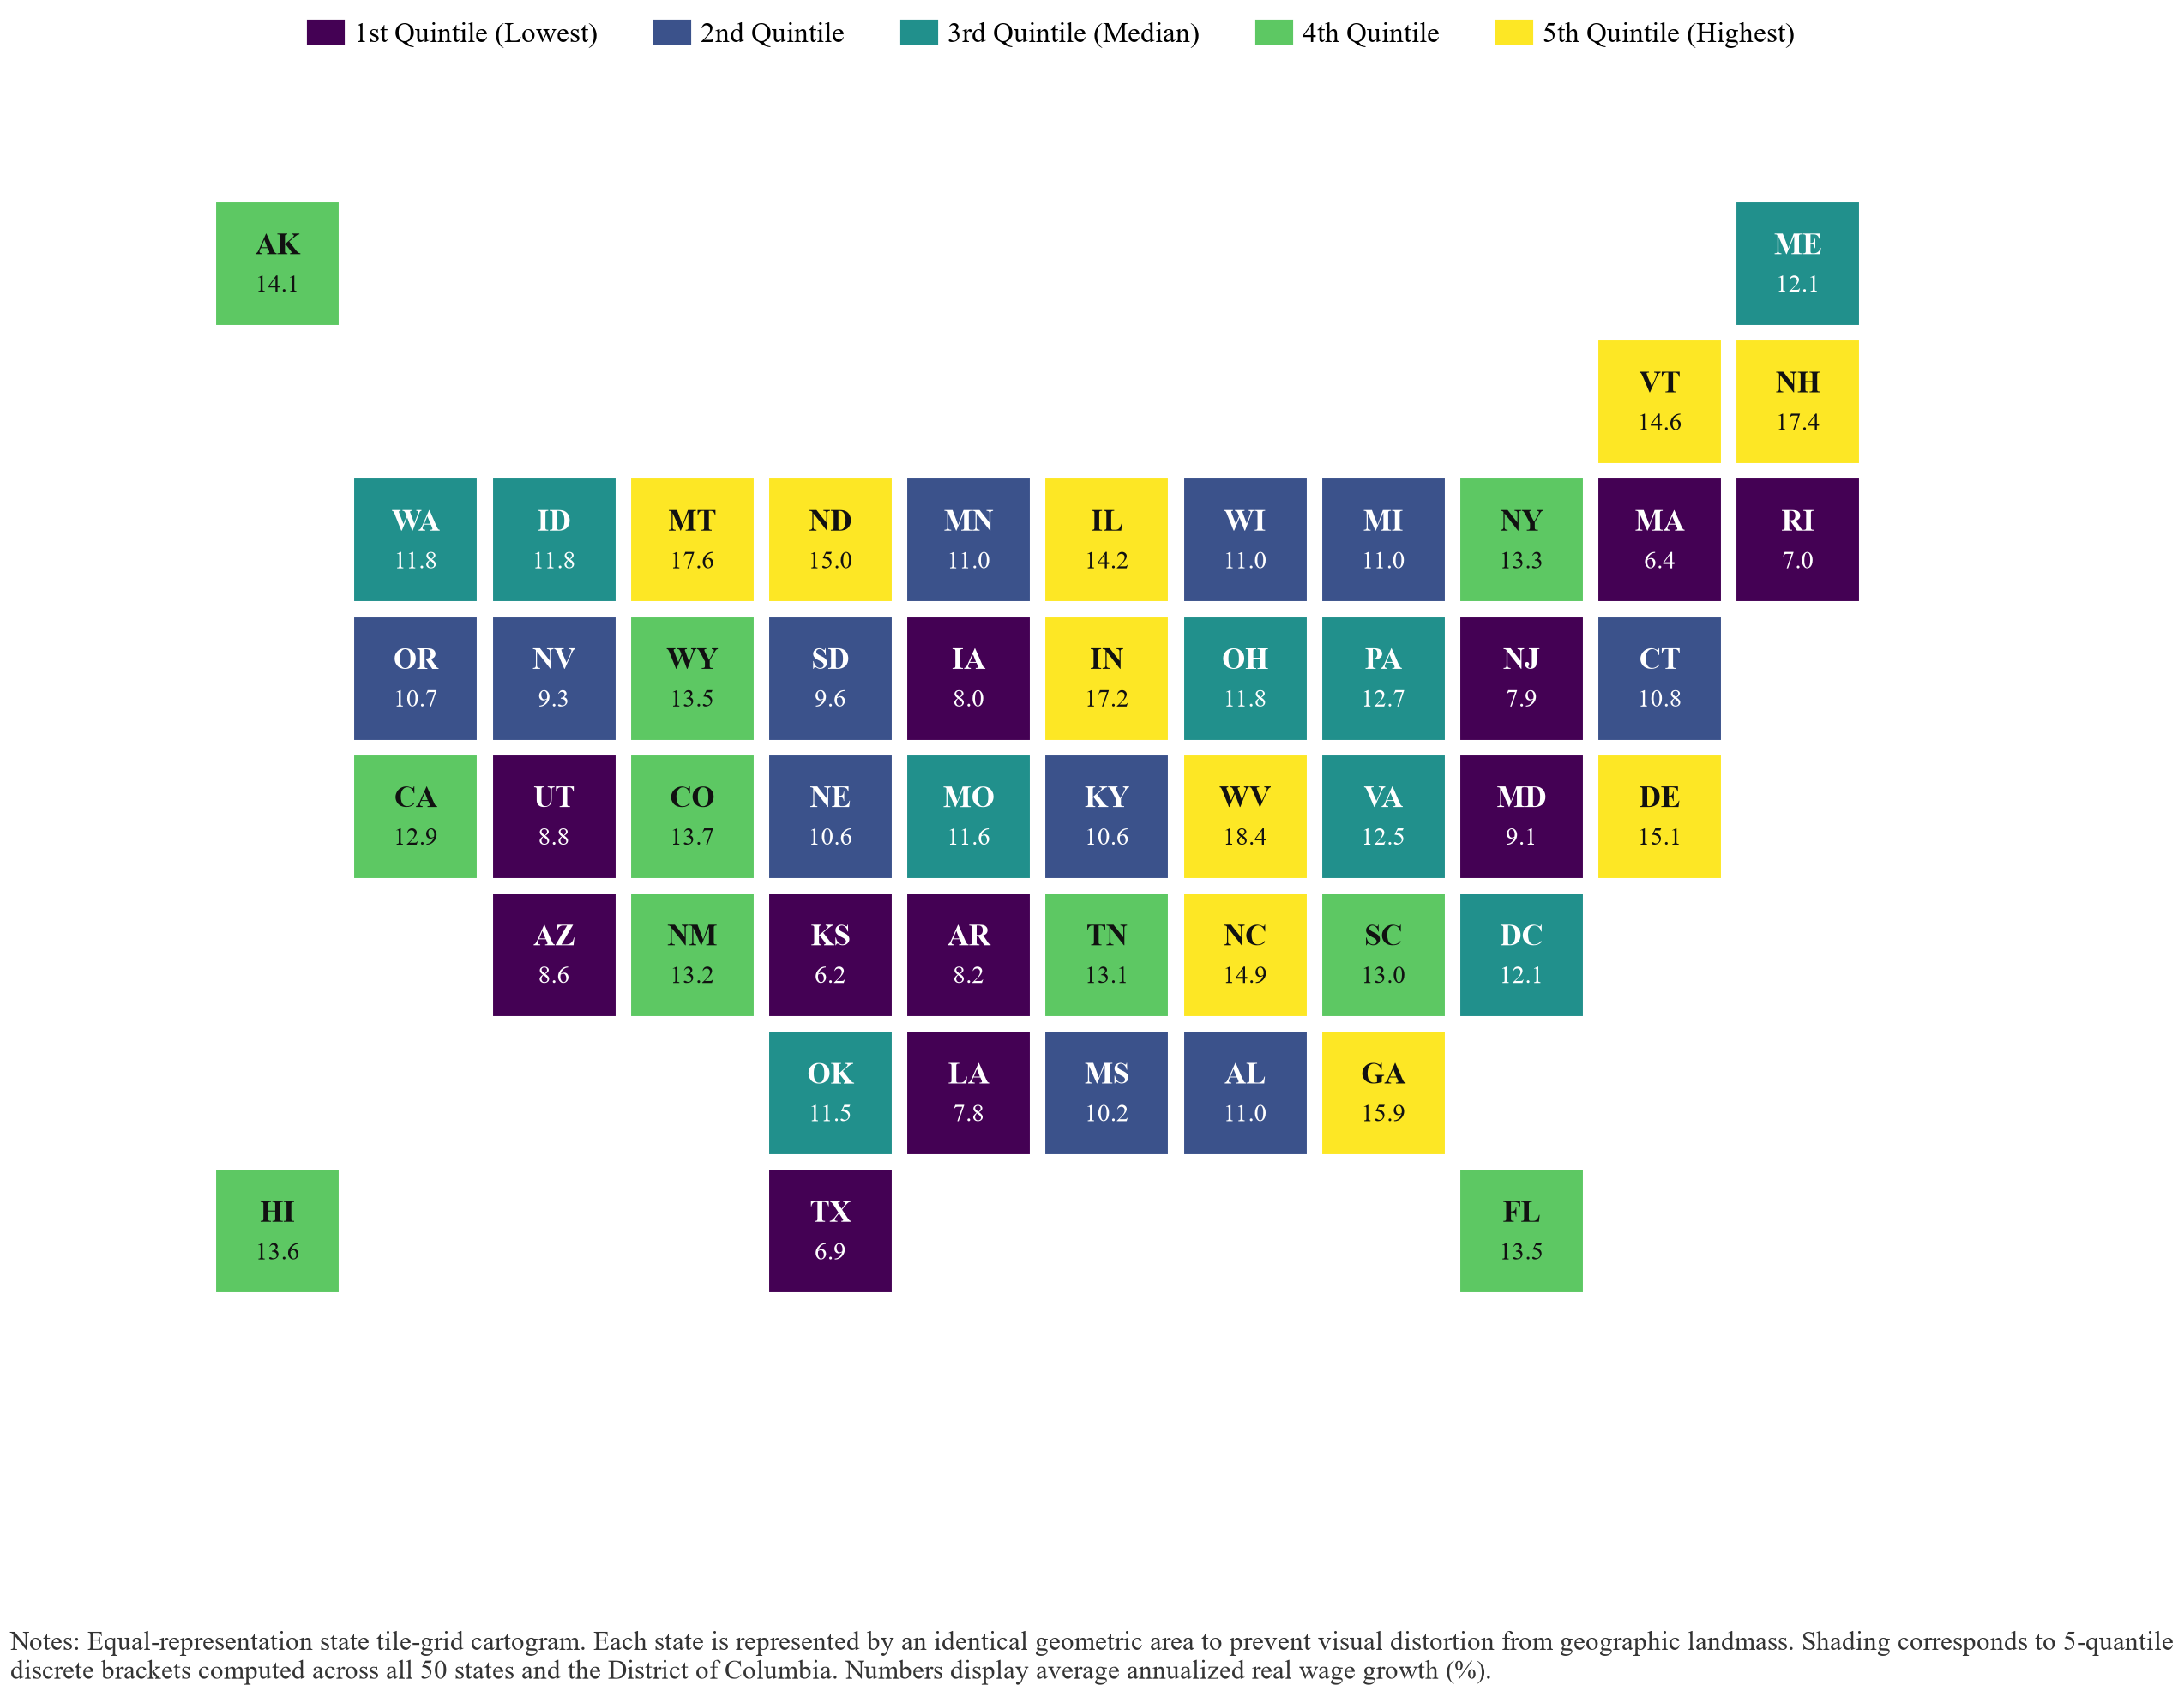 1st Quintile (Lowest) 2nd Quintile 3rd Quintile (Median) 4th Quintile 5th Quintile (Highest)
AK ME
14.1 12.1
VT NH
14.6 17.4
WA ID MT ND MN IL WI MI NY MA RI
11.8 11.8 17.6 15.0 11.0 14.2 11.0 11.0 13.3 6.4 7.0
OR NV WY SD IA IN OH PA NJ CT
10.7 9.3 13.5 9.6 8.0 17.2 11.8 12.7 7.9 10.8
CA UT CO NE MO KY WV VA MD DE
12.9 8.8 13.7 10.6 11.6 10.6 18.4 12.5 9.1 15.1
AZ NM KS AR TN NC SC DC
8.6 13.2 6.2 8.2 13.1 14.9 13.0 12.1
OK LA MS AL GA
11.5 7.8 10.2 11.0 15.9
HI TX FL
13.6 6.9 13.5
Notes: Equal-representation state tile-grid cartogram. Each state is represented by an identical geometric area to prevent visual distortion from geographic landmass. Shading corresponds to 5-quantile
discrete brackets computed across all 50 states and the District of Columbia. Numbers display average annualized real wage growth (%).